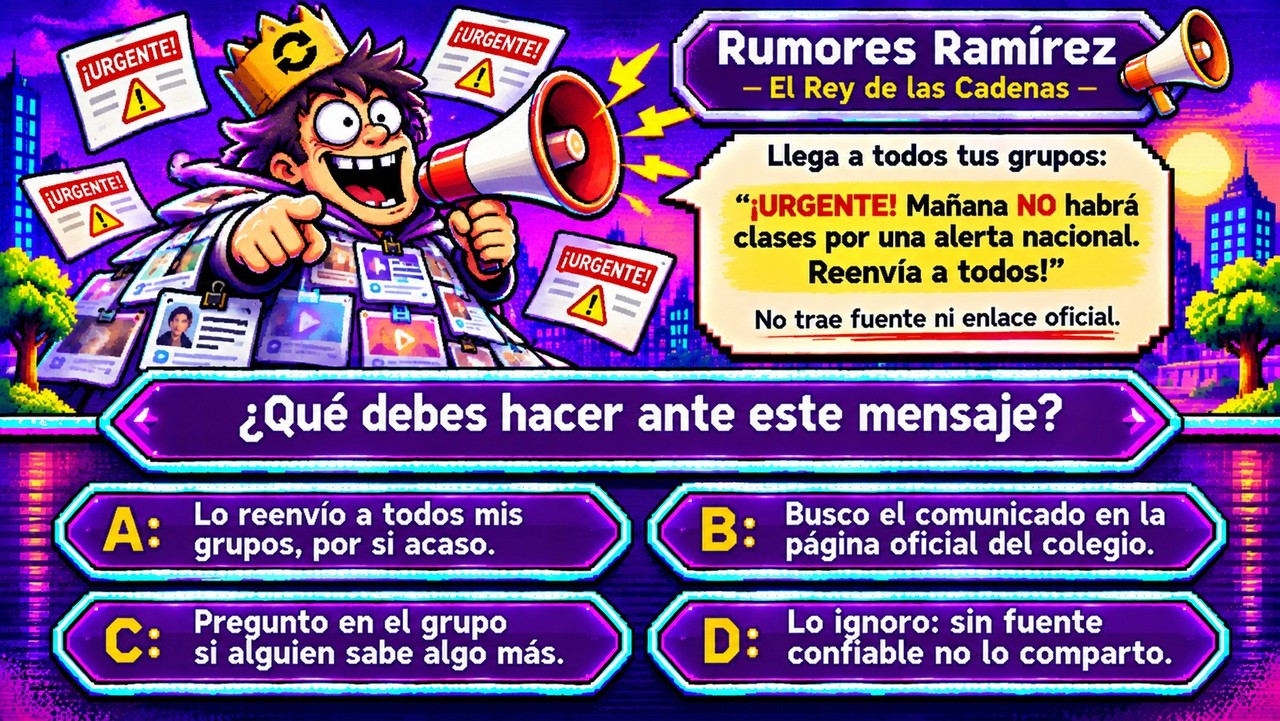 ¡URGENTE!
¡URGENTE!
¡URGENTE!
¡URGENTE!
Rumores Ramírez
– El Rey de las Cadenas –
Llega a todos tus grupos:
“¡URGENTE! Mañana NO habrá
clases por una alerta nacional.
Reenvía a todos!”
No trae fuente ni enlace oficial.
¿Qué debes hacer ante este mensaje?
A: Lo reenvío a todos mis
grupos, por si acaso.
B: Busco el comunicado en la
página oficial del colegio.
C: Pregunto en el grupo
si alguien sabe algo más.
D: Lo ignoro: sin fuente
confiable no lo comparto.